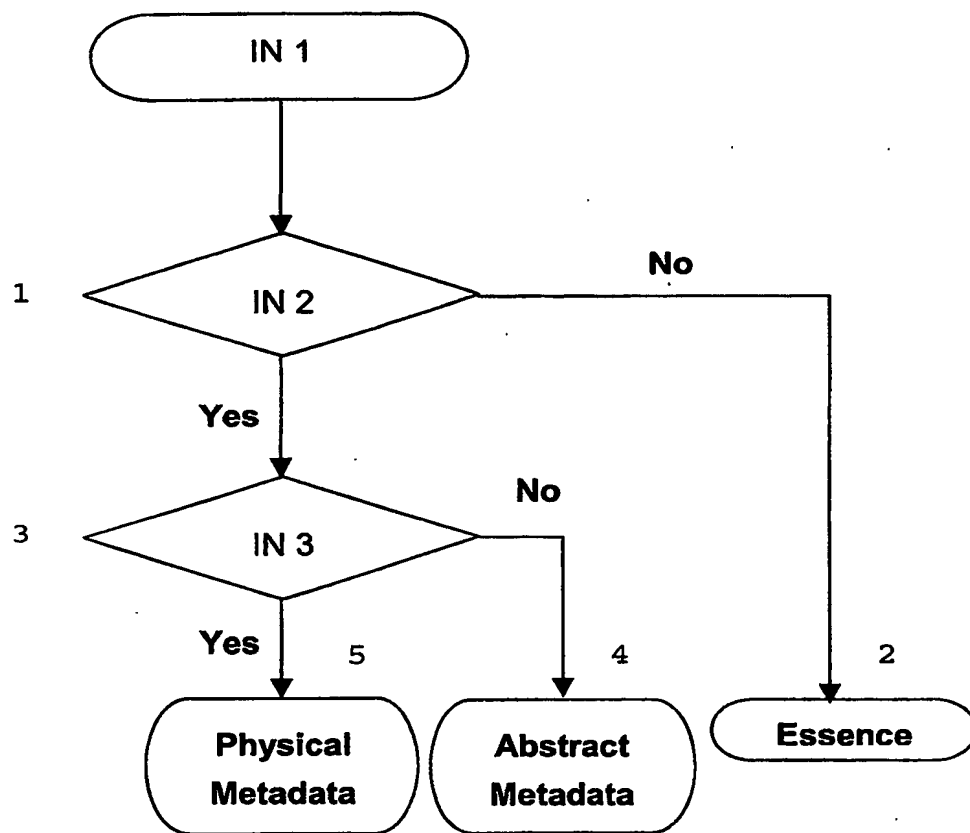 IN 1
No
1
IN 2
Yes
No
3
IN 3
Yes
5
4
2
Physical
Metadata
Abstract
Metadata
Essence